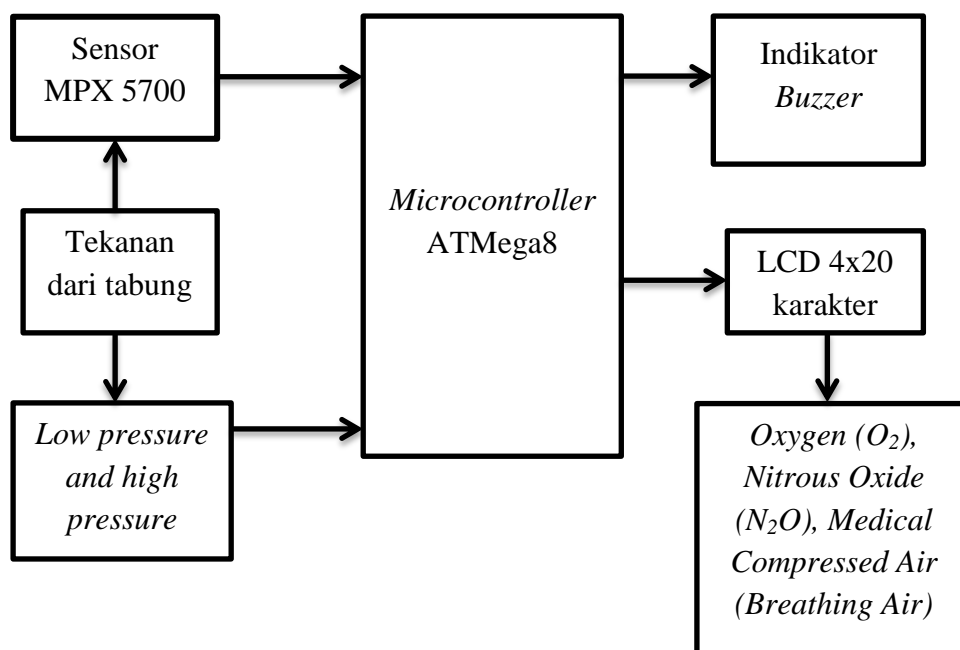 Sensor
MPX 5700
Tekanan
dari tabung
Low pressure
and high
pressure
Microcontroller
ATMega8
Indikator
Buzzer
LCD 4x20
karakter
Oxygen (O₂),
Nitrous Oxide
(N₂O), Medical
Compressed Air
(Breathing Air)